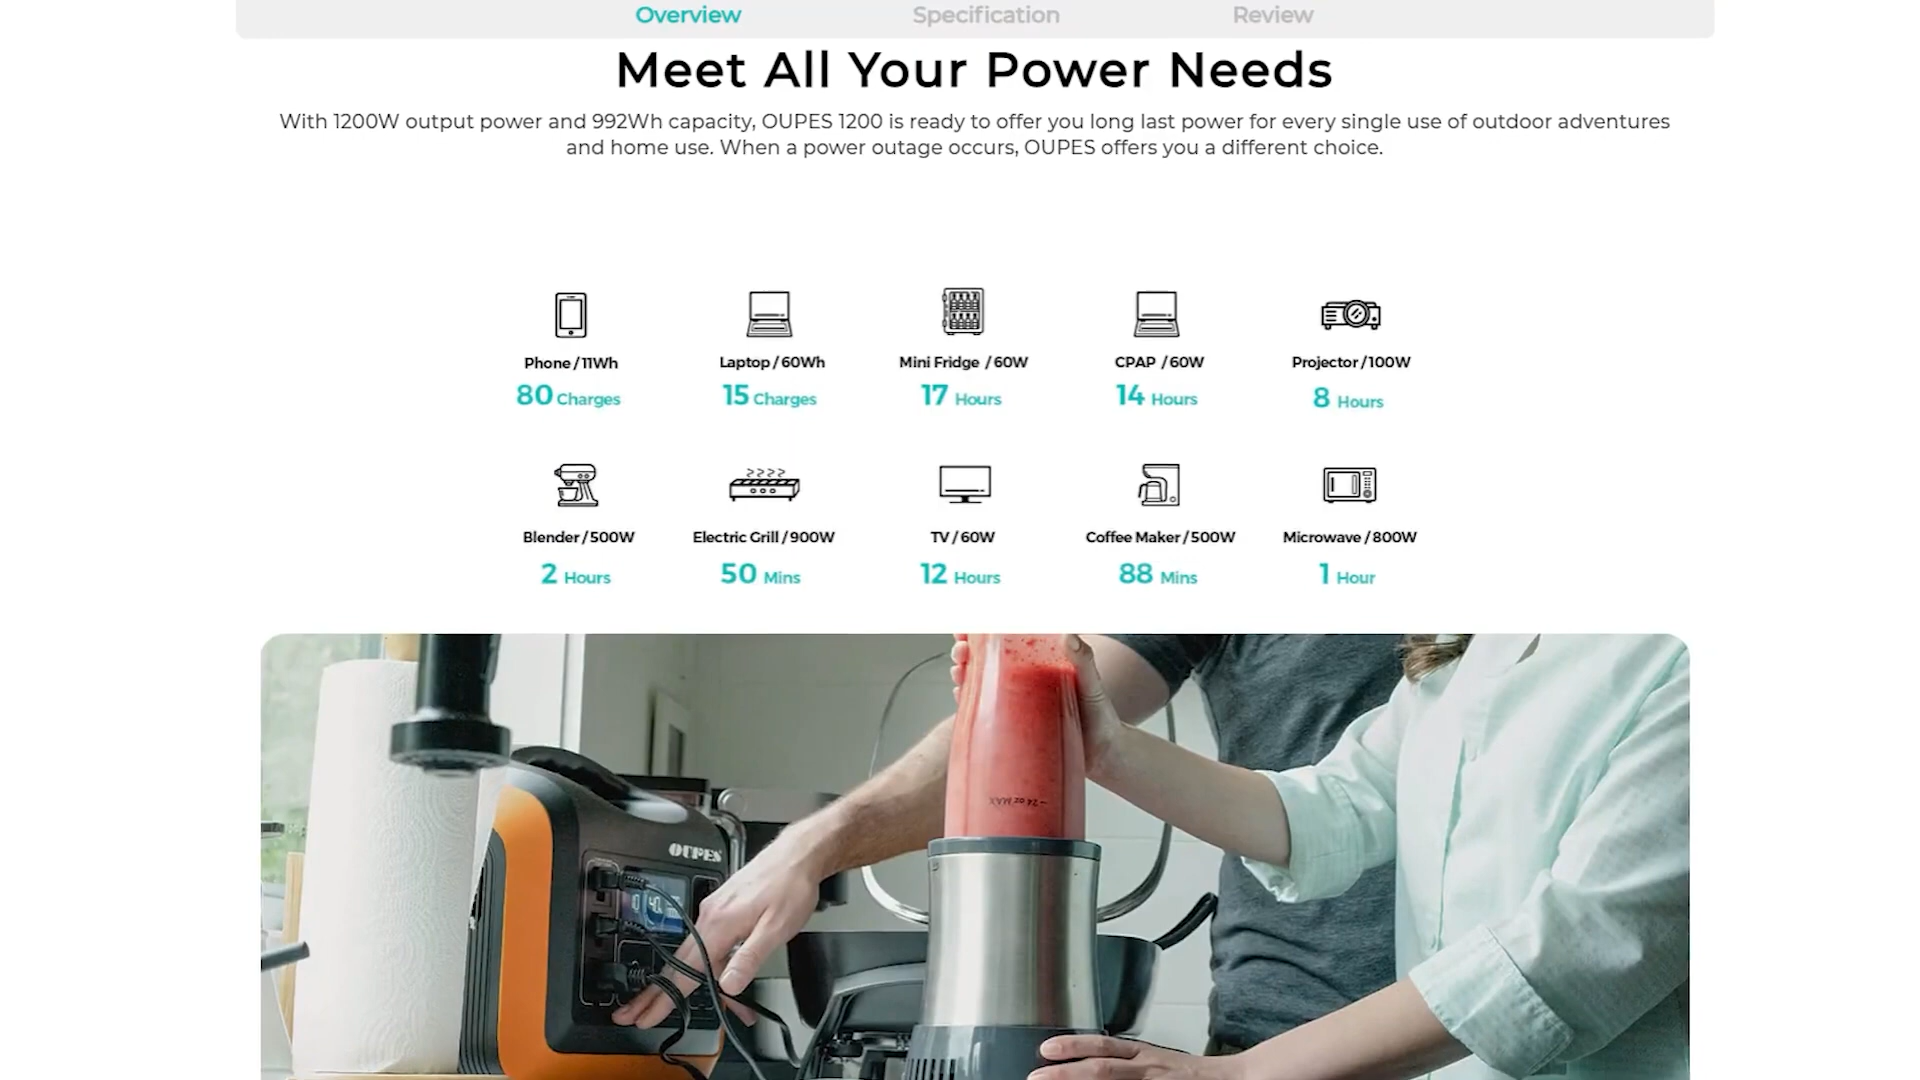 Overview Specification Review
Meet All Your Power Needs
With 1200W output power and 992Wh capacity, OUPES 1200 is ready to offer you long last power for every single use of outdoor adventures
and home use. When a power outage occurs, OUPES offers you a different choice.
Phone / 11Wh Laptop / 60Wh Mini Fridge / 60W CPAP / 60W Projector / 100W
80 Charges 15 Charges 17 Hours 14 Hours 8 Hours
Blender / 500W Electric Grill / 900W TV / 60W Coffee Maker / 500W Microwave / 800W
2 Hours 50 Mins 12 Hours 88 Mins 1 Hour
24 oz MAX
OUPES